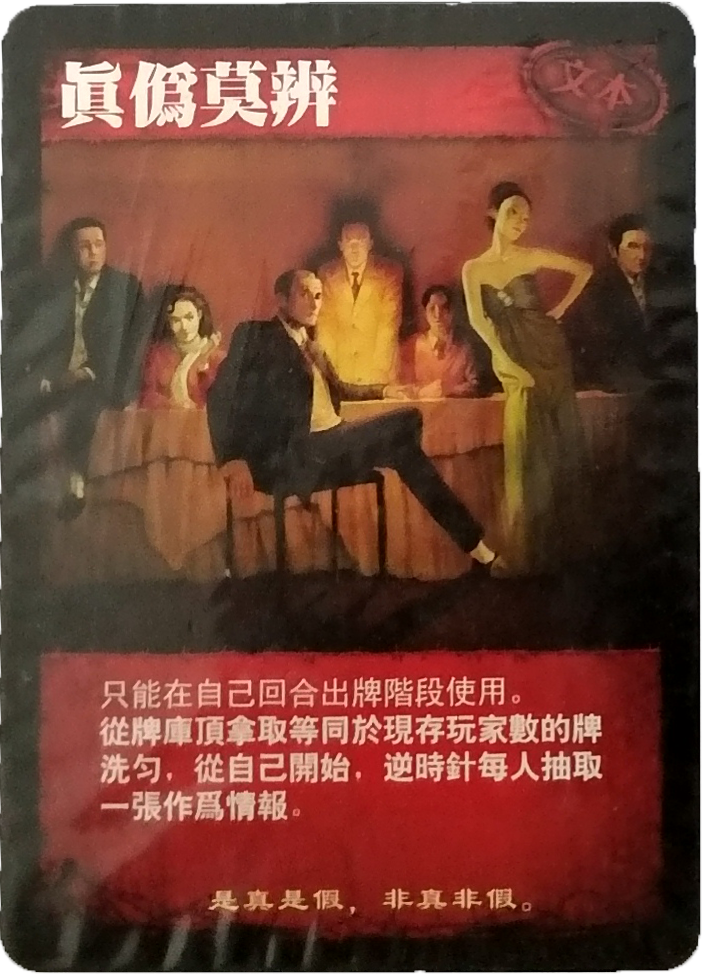 眞僞莫辨
文本
只能在自己回合出牌階段使用。
從牌庫頂拿取等同於現存玩家數的牌
洗勻，從自己開始，逆時針每人抽取
一張作爲情報。
是真是假，非真非假。